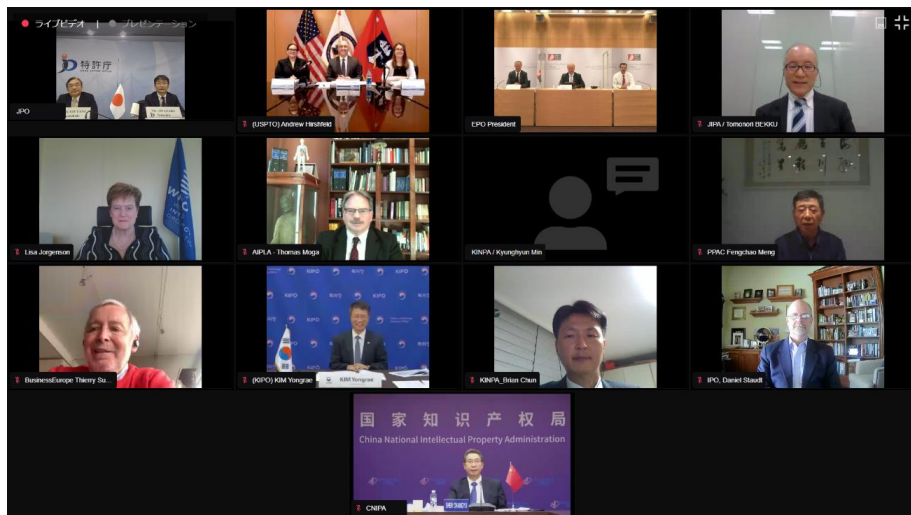 ライブビデオ | プレゼンテーション
特許庁
JPO
(USPTO) Andrew Hirshfeld
EPO President
JIPA / Tomonori BEKKU
Lisa Jorgenson
AIPLA - Thomas Moga
KINPA / Kyunghyun Min
PPAC Fengchao Meng
BusinessEurope Thierry Su...
KIPO
(KIPO) KIM Yongrae
KIM Yongrae
KINPA_Brian Chun
IPO, Daniel Staudt
国家知识产权局
China National Intellectual Property Administration
SHEN CHANGYU
CNIPA